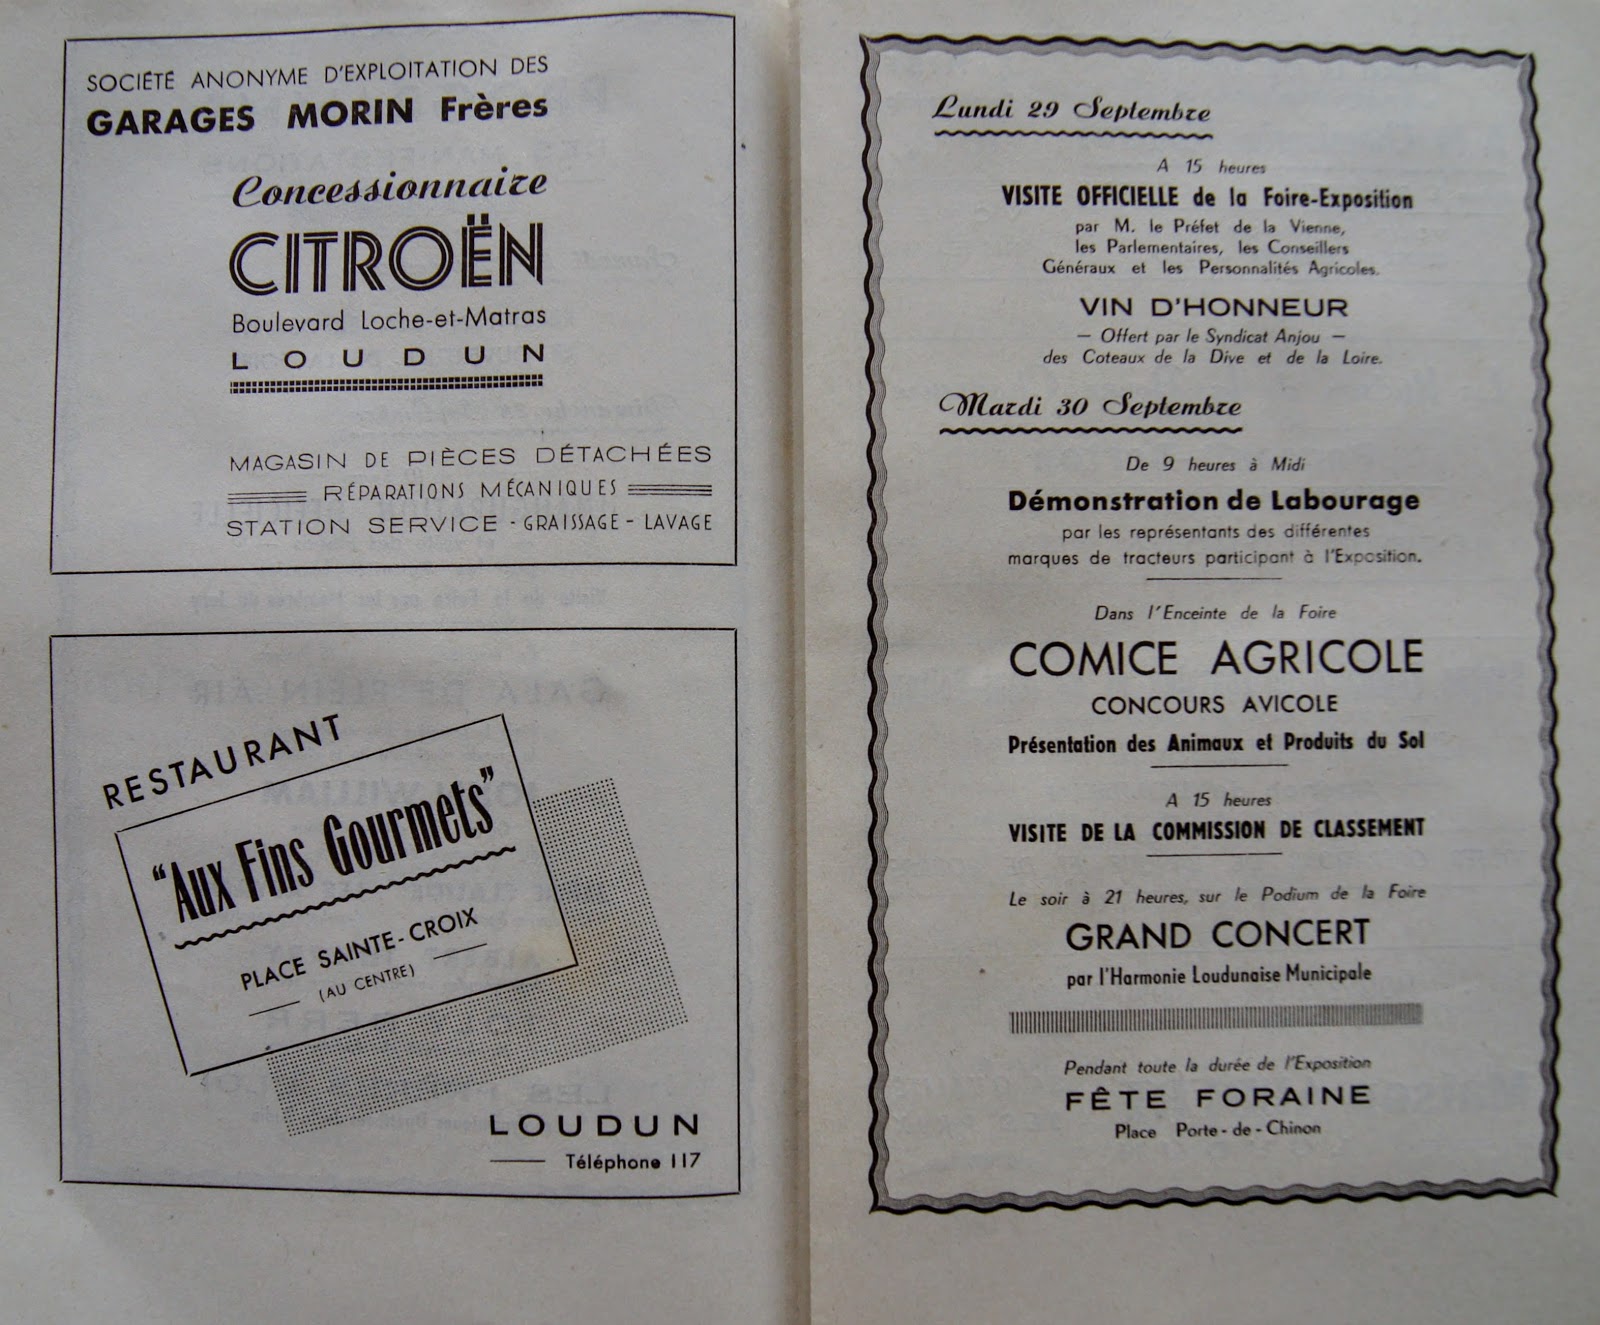 SOCIÉTÉ ANONYME D'EXPLOITATION DES
GARAGES MORIN Frères
Concessionnaire
CITROËN
Boulevard Loche-et-Matras
LOUDUN
MAGASIN DE PIÈCES DÉTACHÉES
RÉPARATIONS MÉCANIQUES
STATION SERVICE - GRAISSAGE - LAVAGE
RESTAURANT
"Aux Fins Gourmets"
PLACE SAINTE-CROIX
(AU CENTRE)
LOUDUN
Téléphone 117
Lundi 29 Septembre
A 15 heures
VISITE OFFICIELLE de la Foire-Exposition
par M. le Préfet de la Vienne,
les Parlementaires, les Conseillers
Généraux et les Personnalités Agricoles.
VIN D'HONNEUR
— Offert par le Syndicat Anjou —
des Coteaux de la Dive et de la Loire.
Mardi 30 Septembre
De 9 heures à Midi
Démonstration de Labourage
par les représentants des différentes
marques de tracteurs participant à l'Exposition.
Dans l'Enceinte de la Foire
COMICE AGRICOLE
CONCOURS AVICOLE
Présentation des Animaux et Produits du Sol
A 15 heures
VISITE DE LA COMMISSION DE CLASSEMENT
Le soir à 21 heures, sur le Podium de la Foire
GRAND CONCERT
par l'Harmonie Loudunaise Municipale
Pendant toute la durée de l'Exposition
FÊTE FORAINE
Place Porte-de-Chinon